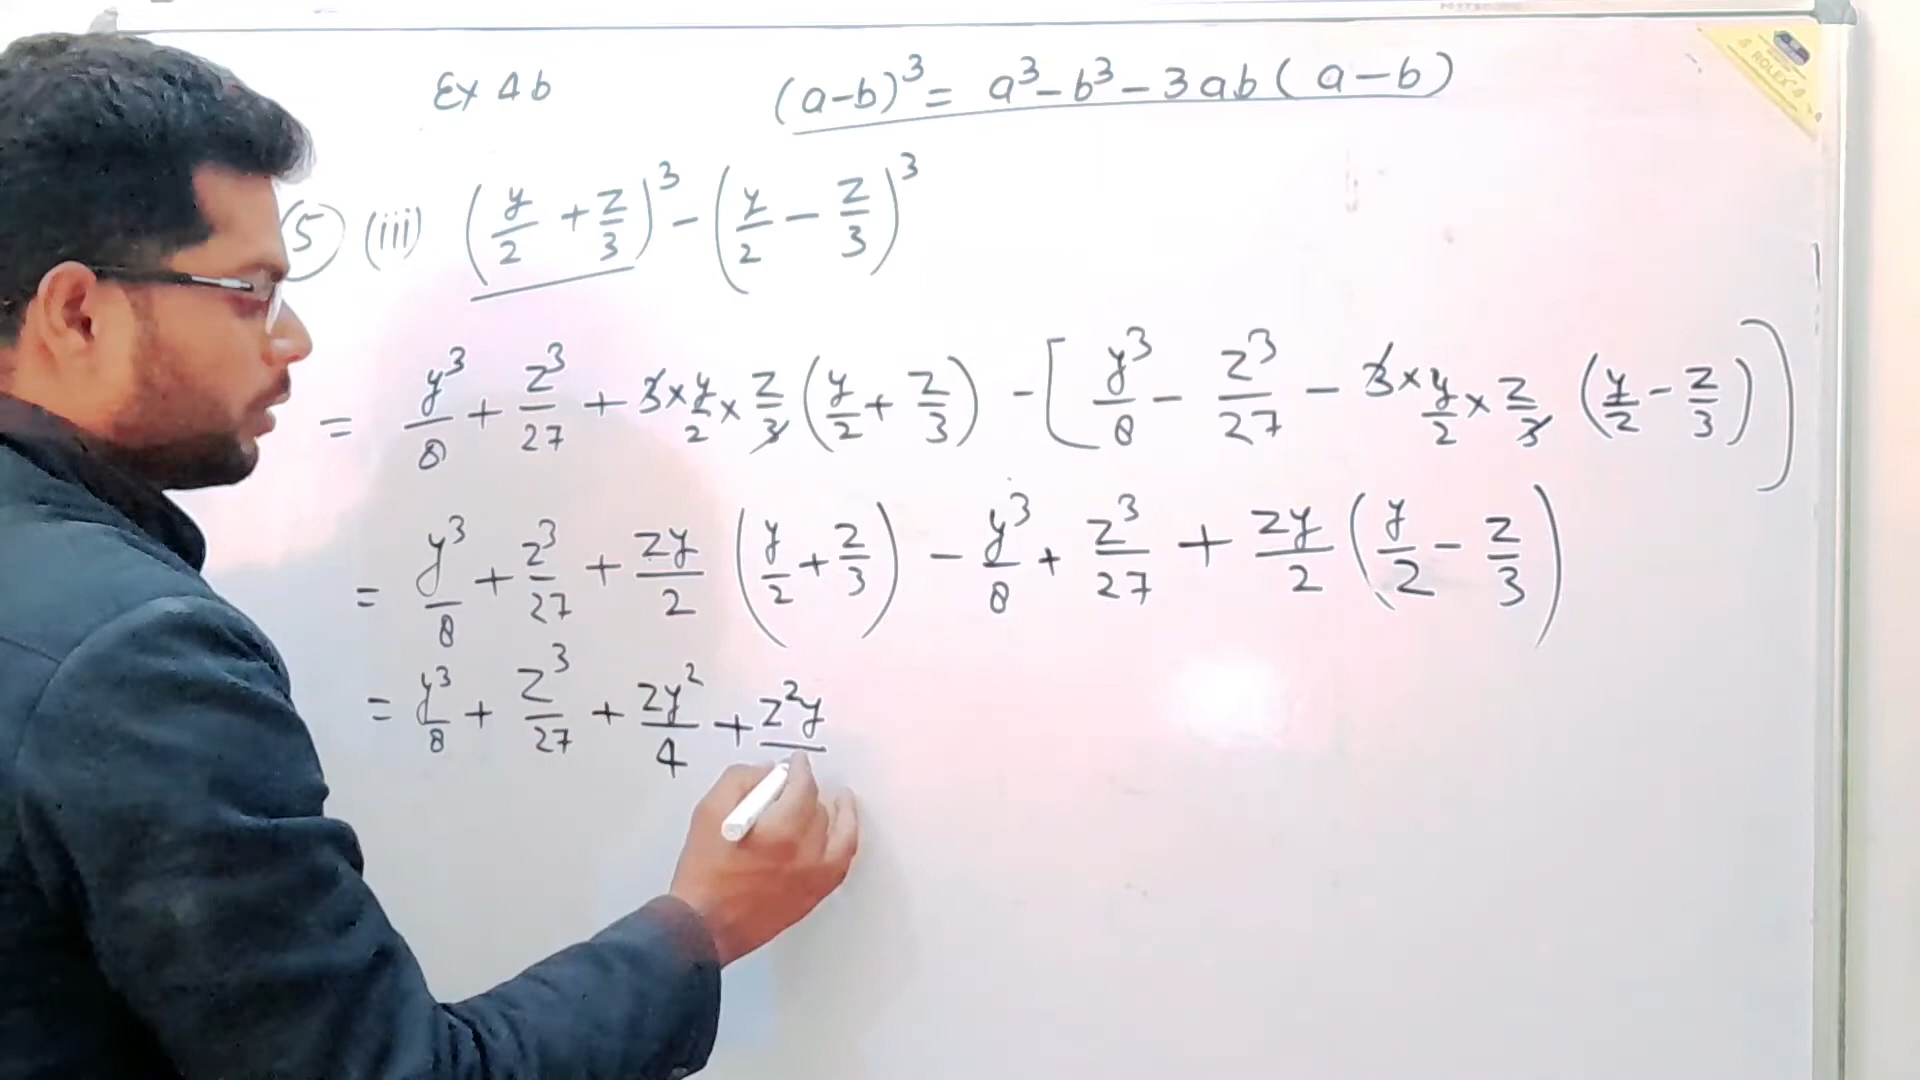 Ex 4b
(a-b)³ = a³ - b³ - 3ab (a - b)
5 (iii) (y/2 + z/3)³ - (y/2 - z/3)³
= y³/8 + z³/27 + 3 × y/2 × z/3 (y/2 + z/3) - [y³/8 - z³/27 - 3 × y/2 × z/3 (y/2 - z/3)]
= y³/8 + z³/27 + zy/2 (y/2 + z/3) - y³/8 + z³/27 + zy/2 (y/2 - z/3)
= y³/8 + z³/27 + zy²/4 + z²y/
ROLEX